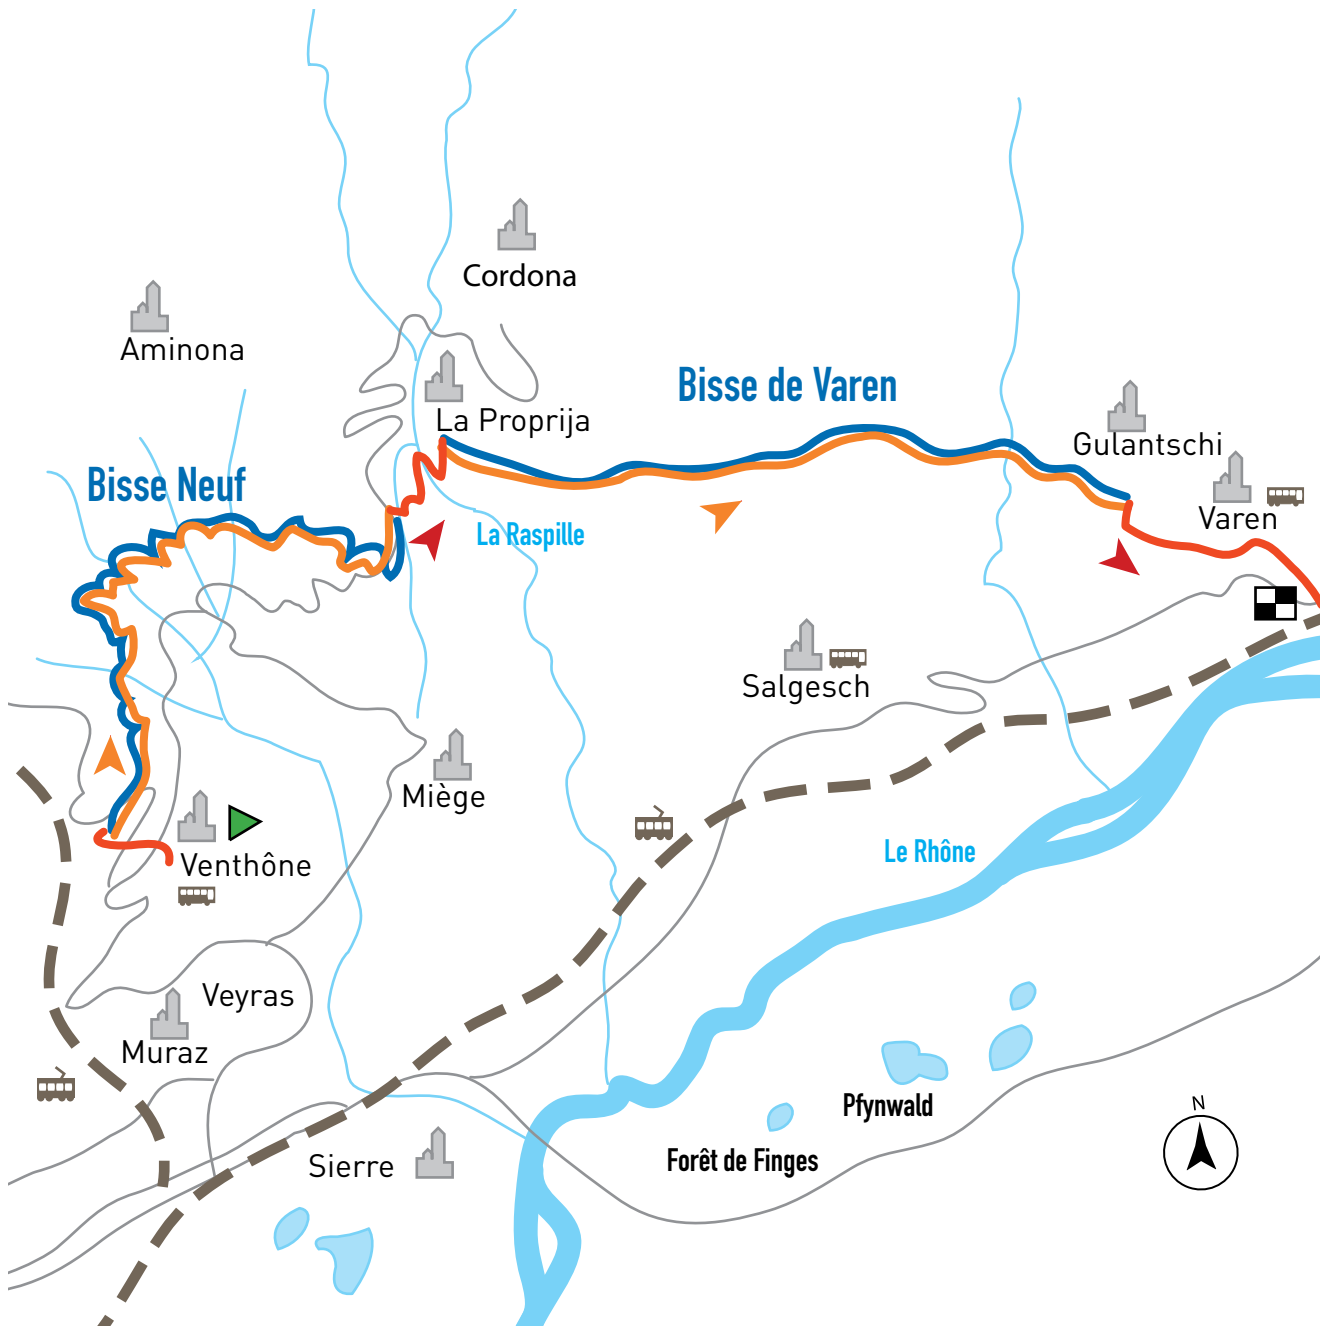 Cordona
Aminona
Bisse de Varen
La Proprija
Gulantschi
Bisse Neuf
Varen
La Raspille
Salgesch
Miège
Le Rhône
Venthône
Veyras
Muraz
Pfynwald
N
Forêt de Finges
Sierre